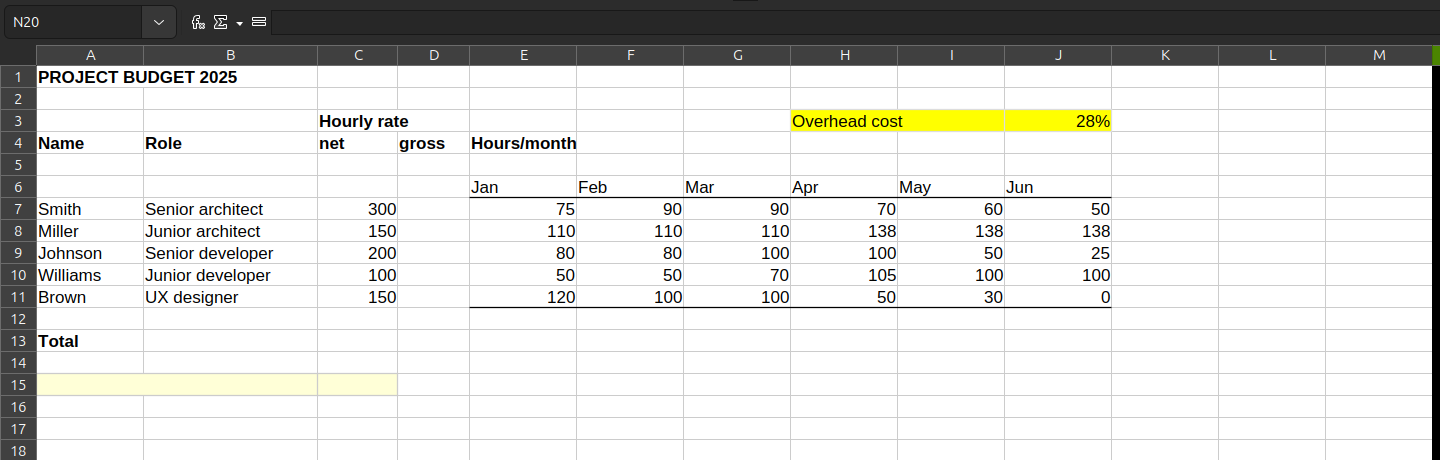 N20
A B C D E F G H I J K L M
1 PROJECT BUDGET 2025
2
3 Hourly rate Overhead cost 28%
4 Name Role net gross Hours/month
5
6 Jan Feb Mar Apr May Jun
7 Smith Senior architect 300 75 90 90 70 60 50
8 Miller Junior architect 150 110 110 110 138 138 138
9 Johnson Senior developer 200 80 80 100 100 50 25
10 Williams Junior developer 100 50 50 70 105 100 100
11 Brown UX designer 150 120 100 100 50 30 0
12
13 Total
14
15
16
17
18